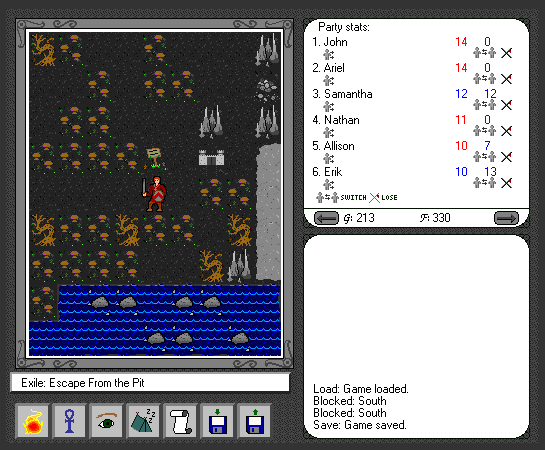 Party stats:
1. John 14 0
2. Ariel 14 0
3. Samantha 12 12
4. Nathan 11 0
5. Allison 10 7
6. Erik 10 13
SWITCH LOSE
G: 213 F: 330
Exile: Escape From the Pit
Z Z Z
Load: Game loaded.
Blocked: South
Blocked: South
Save: Game saved.